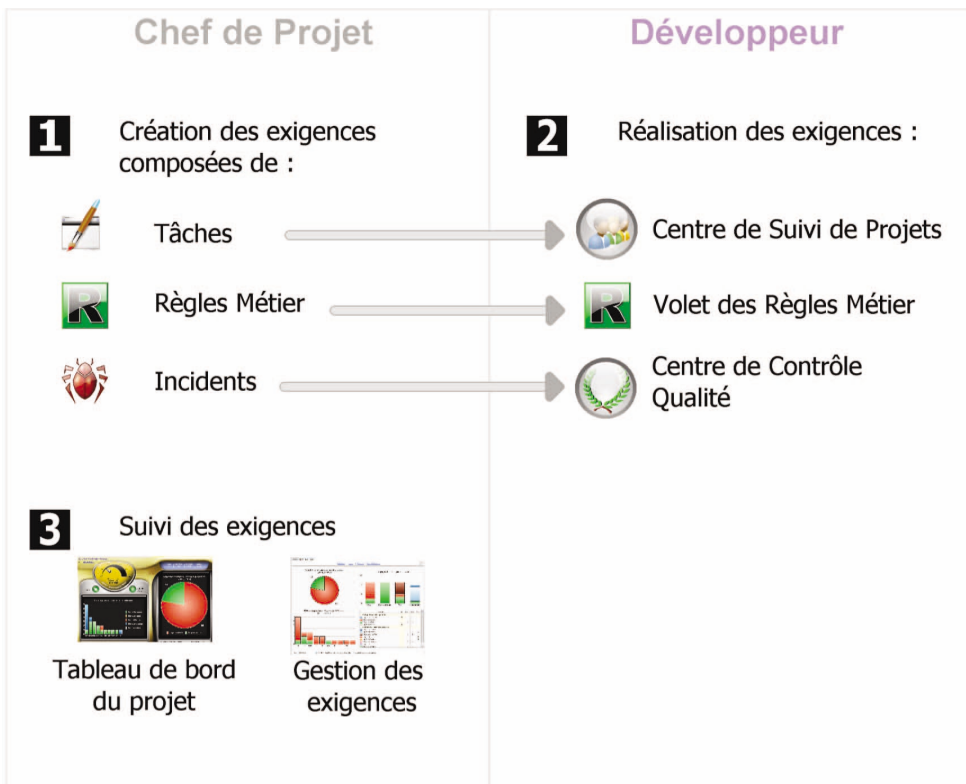 Chef de Projet
Développeur
1
Création des exigences
composées de :
2
Réalisation des exigences :
Tâches
Centre de Suivi de Projets
R
Règles Métier
R
Volet des Règles Métier
Incidents
Centre de Contrôle
Qualité
3
Suivi des exigences
Tableau de bord
du projet
Gestion des
exigences